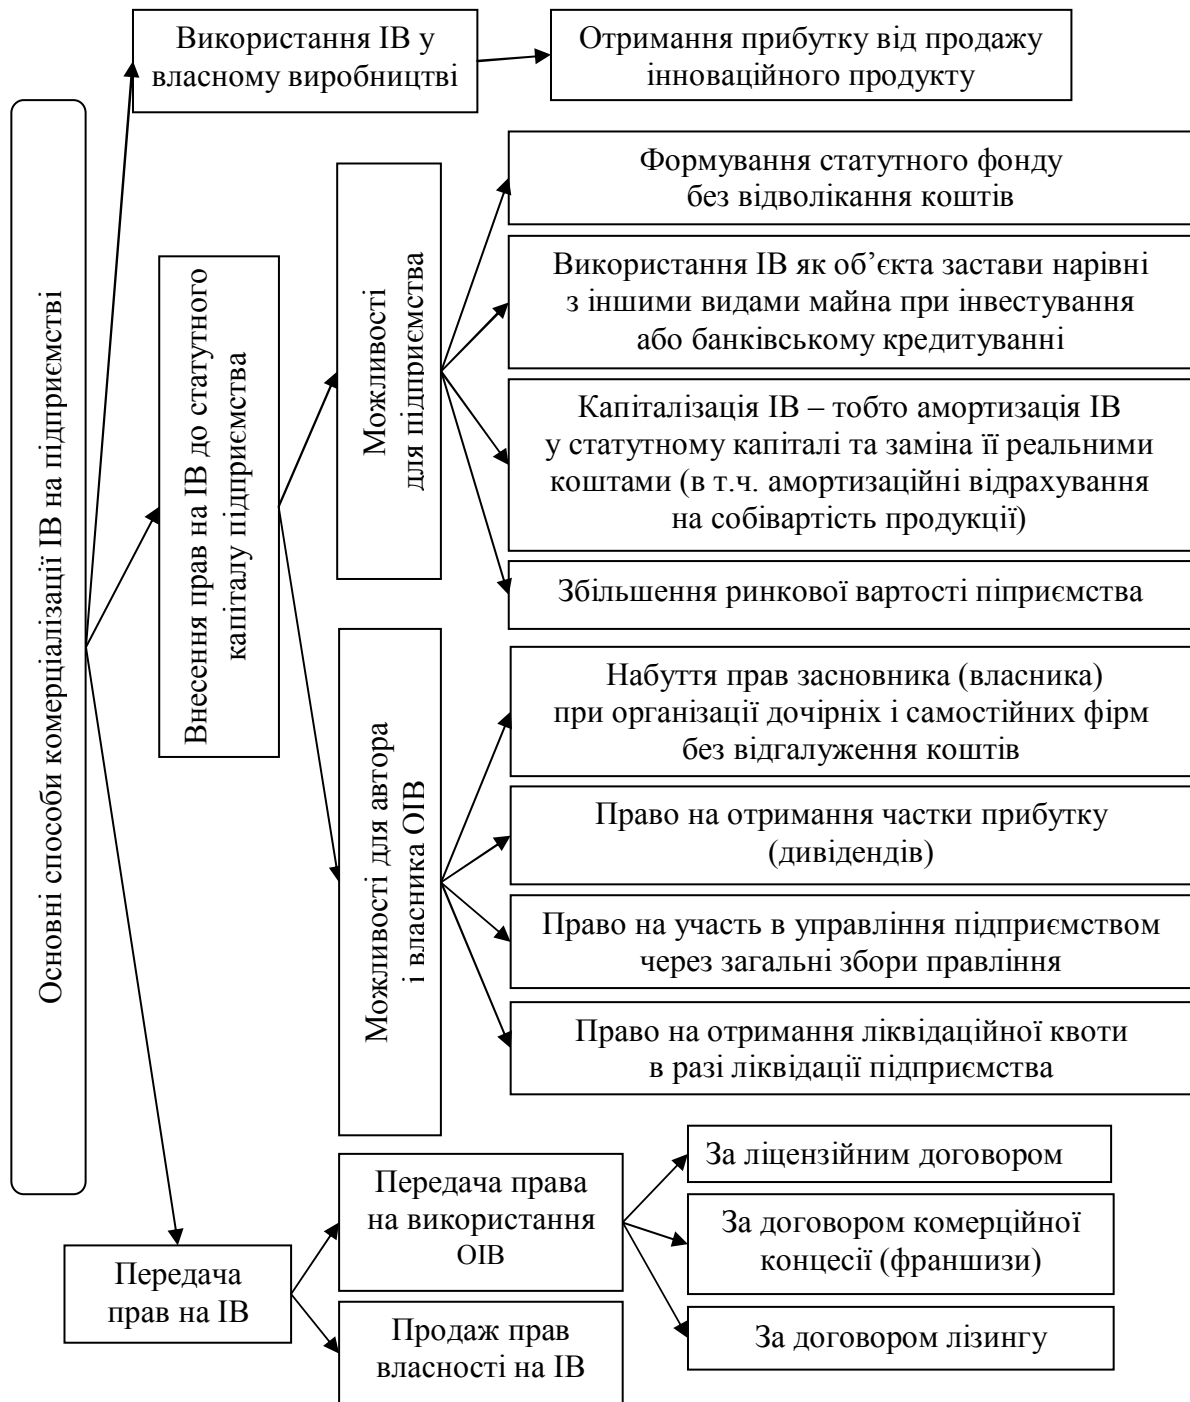 Використання ІВ у
власному виробництві
Отримання прибутку від продажу
інноваційного продукту
Основні способи комерціалізації ІВ на підприємстві
Внесення прав на ІВ до статутного
капіталу підприємства
Можливості
для підприємства
Формування статутного фонду
без відволікання коштів
Використання ІВ як об’єкта застави нарівні
з іншими видами майна при інвестування
або банківському кредитуванні
Капіталізація ІВ – тобто амортизація ІВ
у статутному капіталі та заміна її реальними
коштами (в т.ч. амортизаційні відрахування
на собівартість продукції)
Збільшення ринкової вартості піприємства
Можливості для автора
і власника ОІВ
Набуття прав засновника (власника)
при організації дочірніх і самостійних фірм
без відгалуження коштів
Право на отримання частки прибутку
(дивідендів)
Право на участь в управління підприємством
через загальні збори правління
Право на отримання ліквідаційної квоти
в разі ліквідації підприємства
Передача
прав на ІВ
Передача права
на використання
ОІВ
За ліцензійним договором
За договором комерційної
концесії (франшизи)
За договором лізингу
Продаж прав
власності на ІВ